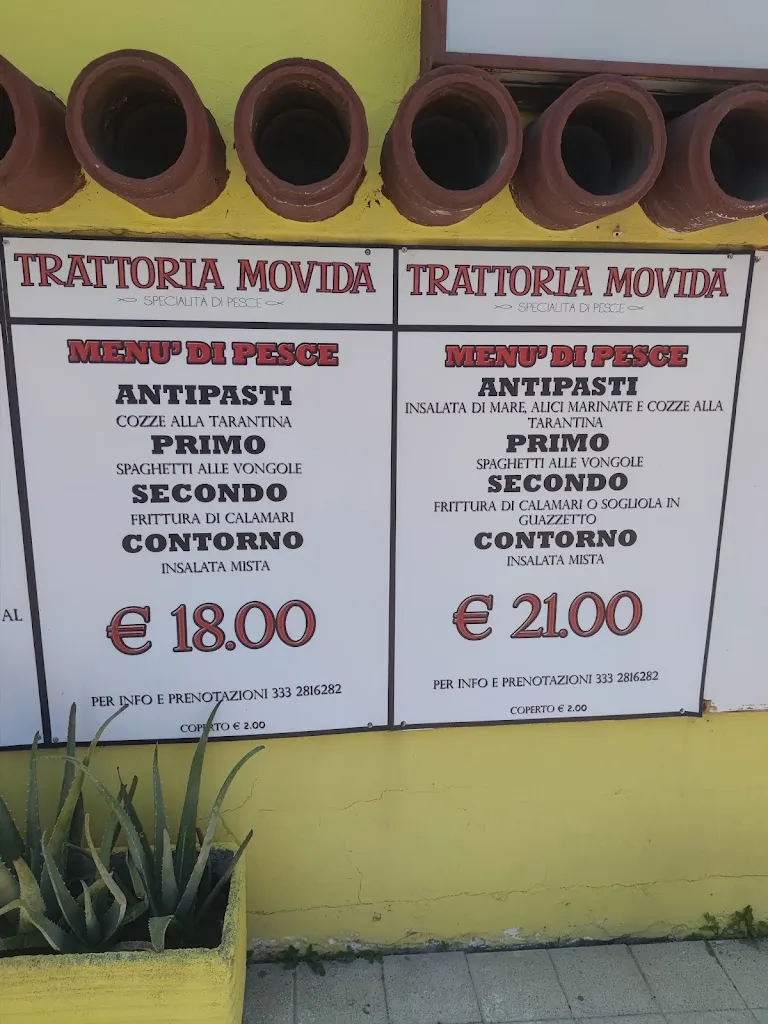 TRATTORIA MOVIDA
SPECIALITA DI PESCE
MENU' DI PESCE
ANTIPASTI
COZZE ALLA TARANTINA
PRIMO
SPAGHETTI ALLE VONGOLE
SECONDO
FRITTURA DI CALAMARI
CONTORNO
INSALATA MISTA
€ 18.00
PER INFO E PRENOTAZIONI 333 2816282
COPERTO € 2.00
TRATTORIA MOVIDA
SPECIALITA DI PESCE
MENU' DI PESCE
ANTIPASTI
INSALATA DI MARE, ALICI MARINATE E COZZE ALLA
TARANTINA
PRIMO
SPAGHETTI ALLE VONGOLE
SECONDO
FRITTURA DI CALAMARI O SOGLIOLA IN
GUAZZETTO
CONTORNO
INSALATA MISTA
€ 21.00
PER INFO E PRENOTAZIONI 333 2816282
COPERTO € 2.00
AL